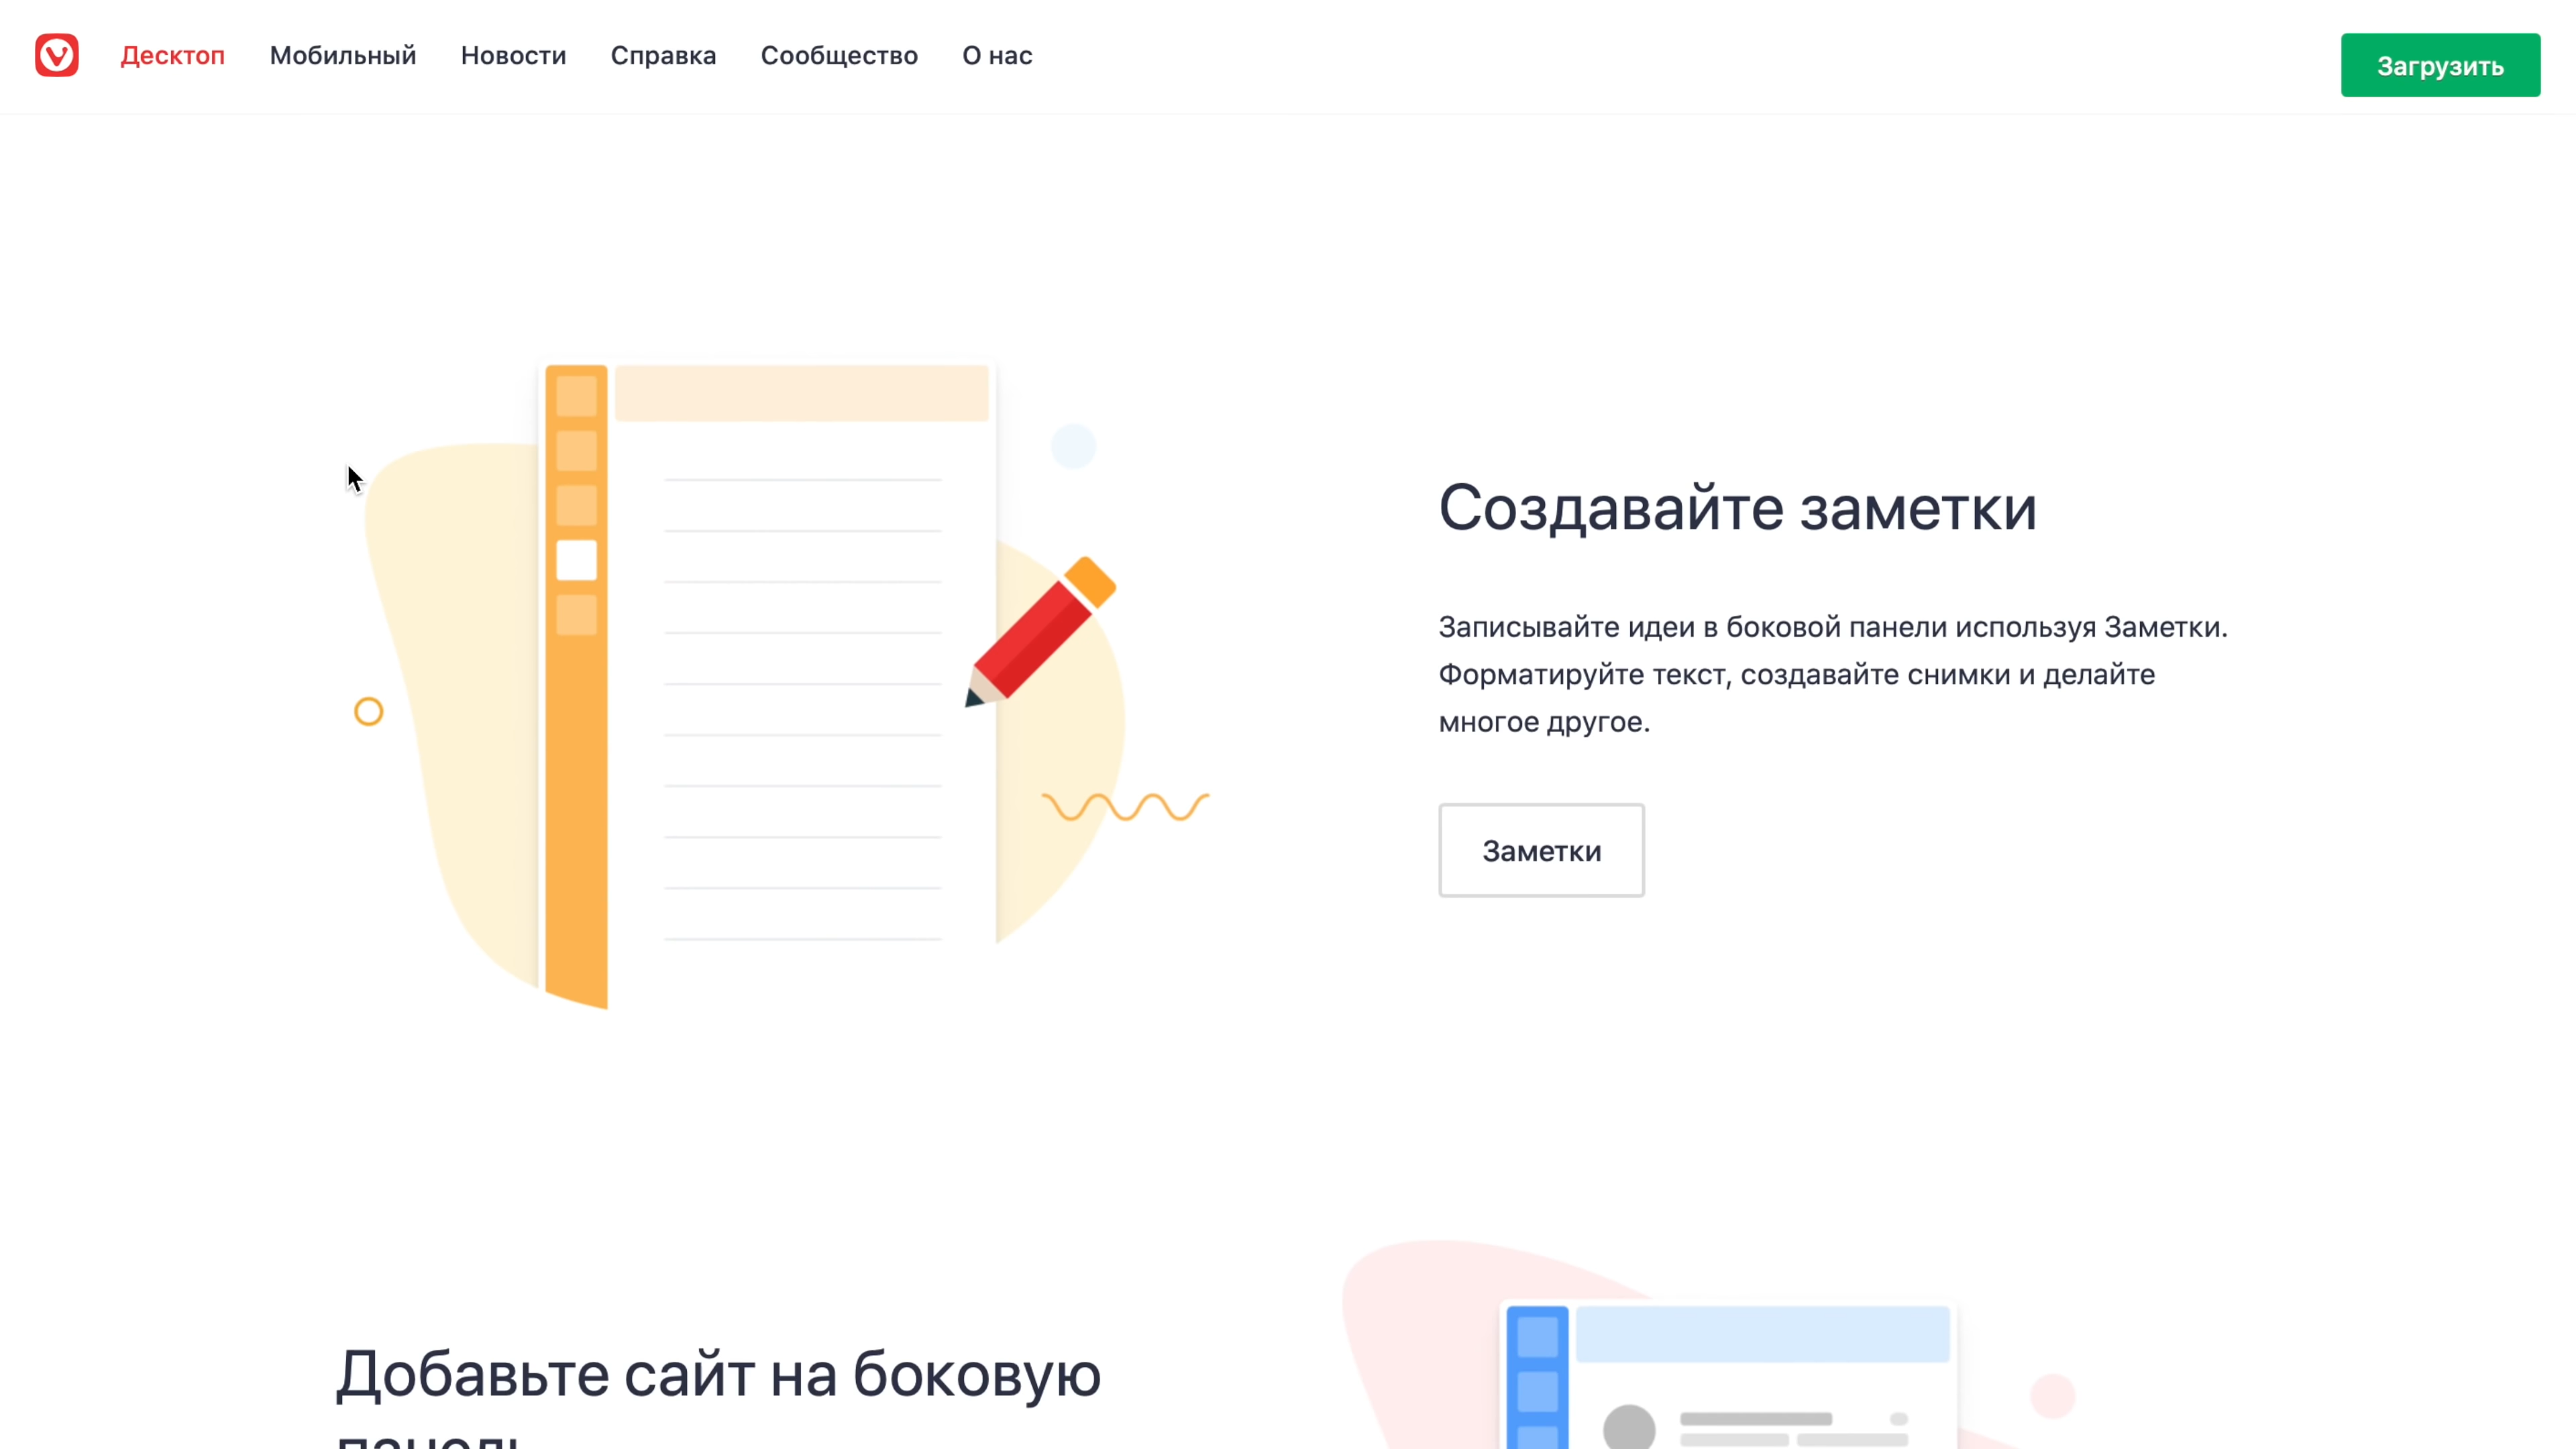 Десктоп Мобильный Новости Справка Сообщество О нас Загрузить
Создавайте заметки
Записывайте идеи в боковой панели используя Заметки.
Форматируйте текст, создавайте снимки и делайте
многое другое.
Заметки
Добавьте сайт на боковую